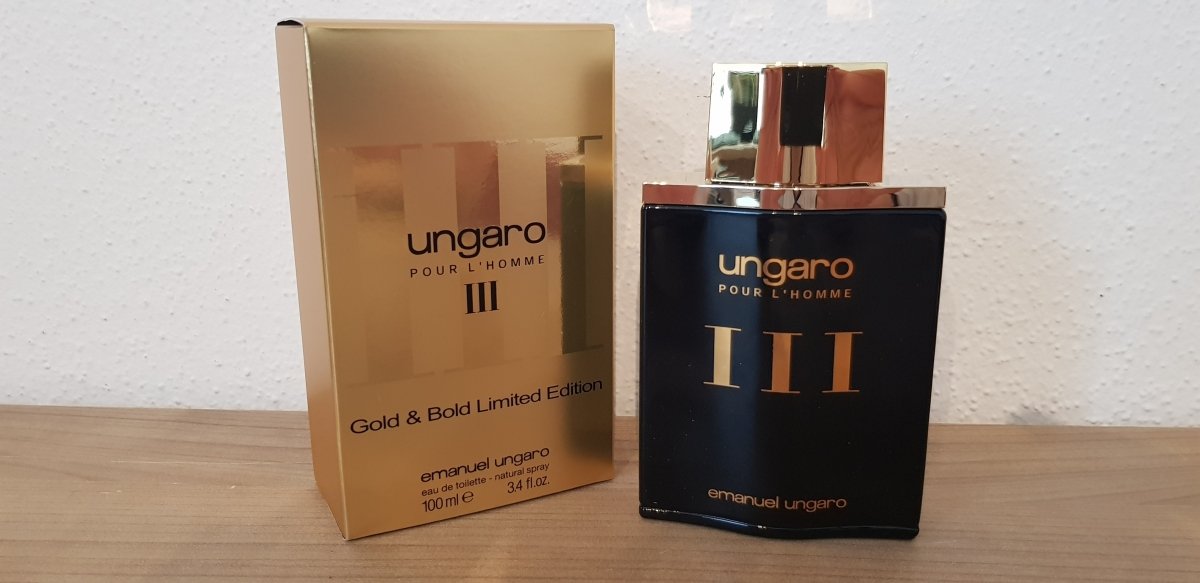 ungaro
POUR L'HOMME
III
Gold & Bold Limited Edition
emanuel ungaro
eau de toilette - natural spray
100 ml ℮ 3.4 fl.oz.
ungaro
POUR L'HOMME
III
emanuel ungaro